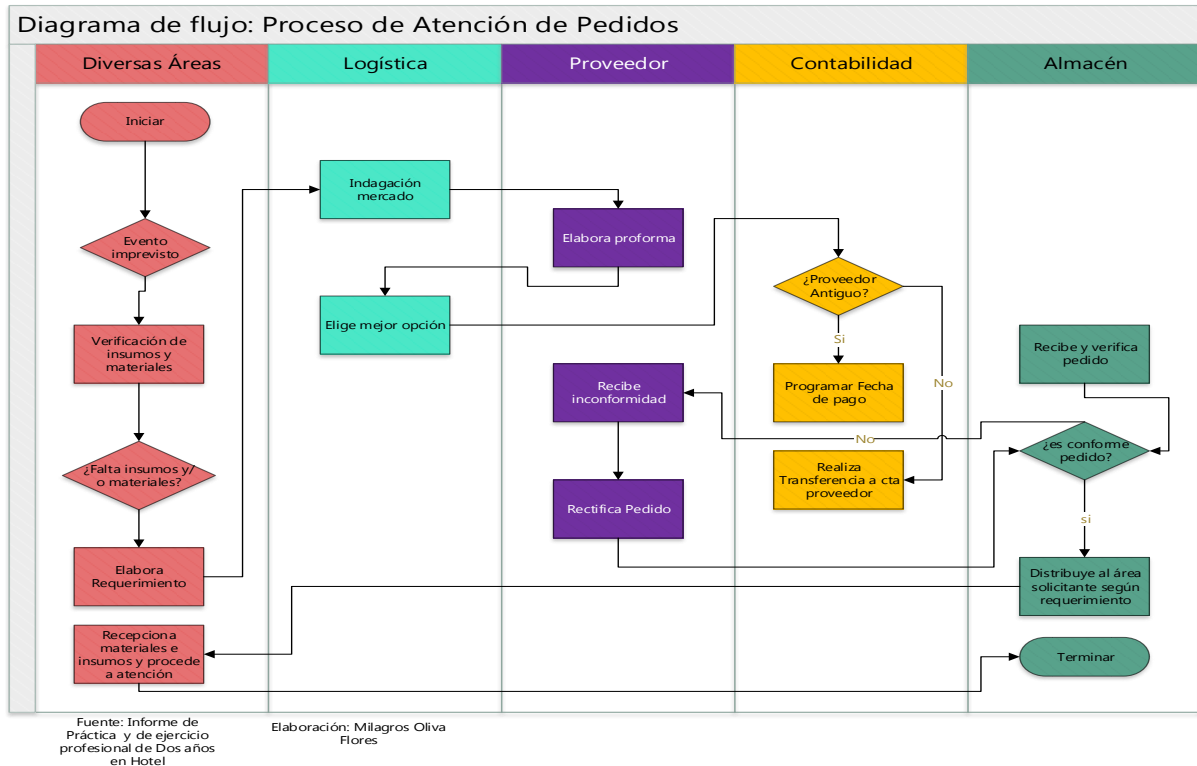 Diagrama de flujo: Proceso de Atención de Pedidos
Diversas Áreas
Logística
Proveedor
Contabilidad
Almacén
Iniciar
Evento
imprevisto
Verificación de
insumos y
materiales
¿Falta insumos y/
o materiales?
Elabora
Requerimiento
Recepciona
materiales e
insumos y procede
a atención
Indagación
mercado
Elige mejor opción
Elabora proforma
Recibe
inconformidad
Rectifica Pedido
¿Proveedor
Antiguo?
Si
No
Programar Fecha
de pago
No
Realiza
Transferencia a cta
proveedor
Recibe y verifica
pedido
¿es conforme
pedido?
si
Distribuye al área
solicitante según
requerimiento
Terminar
Fuente: Informe de
Práctica y de ejercicio
profesional de Dos años
en Hotel
Elaboración: Milagros Oliva
Flores